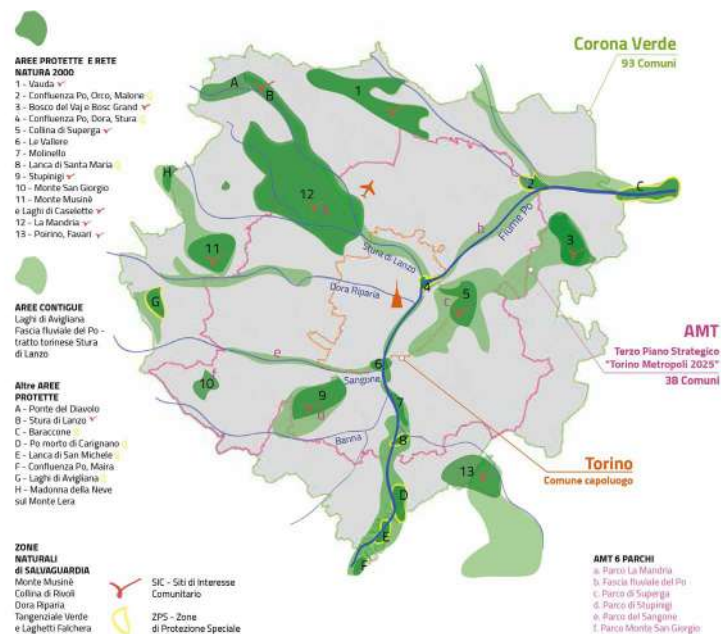 AREE PROTETTE E RETE
NATURA 2000
1 - Vauda
2 - Confluenza Po, Orco, Malone
3 - Bosco del Vaj e Bosc Grand
4 - Confluenza Po, Dora, Stura
5 - Collina di Superga
6 - Le Vallere
7 - Molinello
8 - Lanca di Santa Maria
9 - Stupinigi
10 - Monte San Giorgio
11 - Monte Musinè
e Laghi di Caselette
12 - La Mandria
13 - Poirino, Favari
AREE CONTIGUE
Laghi di Avigliana
Fascia fluviale del Po -
tratto torinese Stura
di Lanzo
Altre AREE
PROTETTE
A - Ponte del Diavolo
B - Stura di Lanzo
C - Baraccone
D - Po morto di Carignano
E - Lanca di San Michele
F - Confluenza Po, Maira
G - Laghi di Avigliana
H - Madonna della Neve
sul Monte Lera
ZONE
NATURALI
di SALVAGUARDIA
Monte Musinè
Collina di Rivoli
Dora Riparia
Tangenziale Verde
e Laghetti Falchera
SIC - Siti di Interesse
Comunitario
ZPS - Zone
di Protezione Speciale
A
B
1
H
12
a
2
C
b
Fiume Po
3
11
Stura di Lanzo
4
Dora Riparia
5
c
G
e
6
Sangone
10
f
9
d
7
Banna
8
13
D
E
F
Corona Verde
93 Comuni
AMT
Terzo Piano Strategico
"Torino Metropoli 2025"
38 Comuni
Torino
Comune capoluogo
AMT 6 PARCHI
a. Parco La Mandria
b. Fascia fluviale del Po
c. Parco di Superga
d. Parco di Stupingi
e. Parco del Sangone
f. Parco Monte San Giorgio